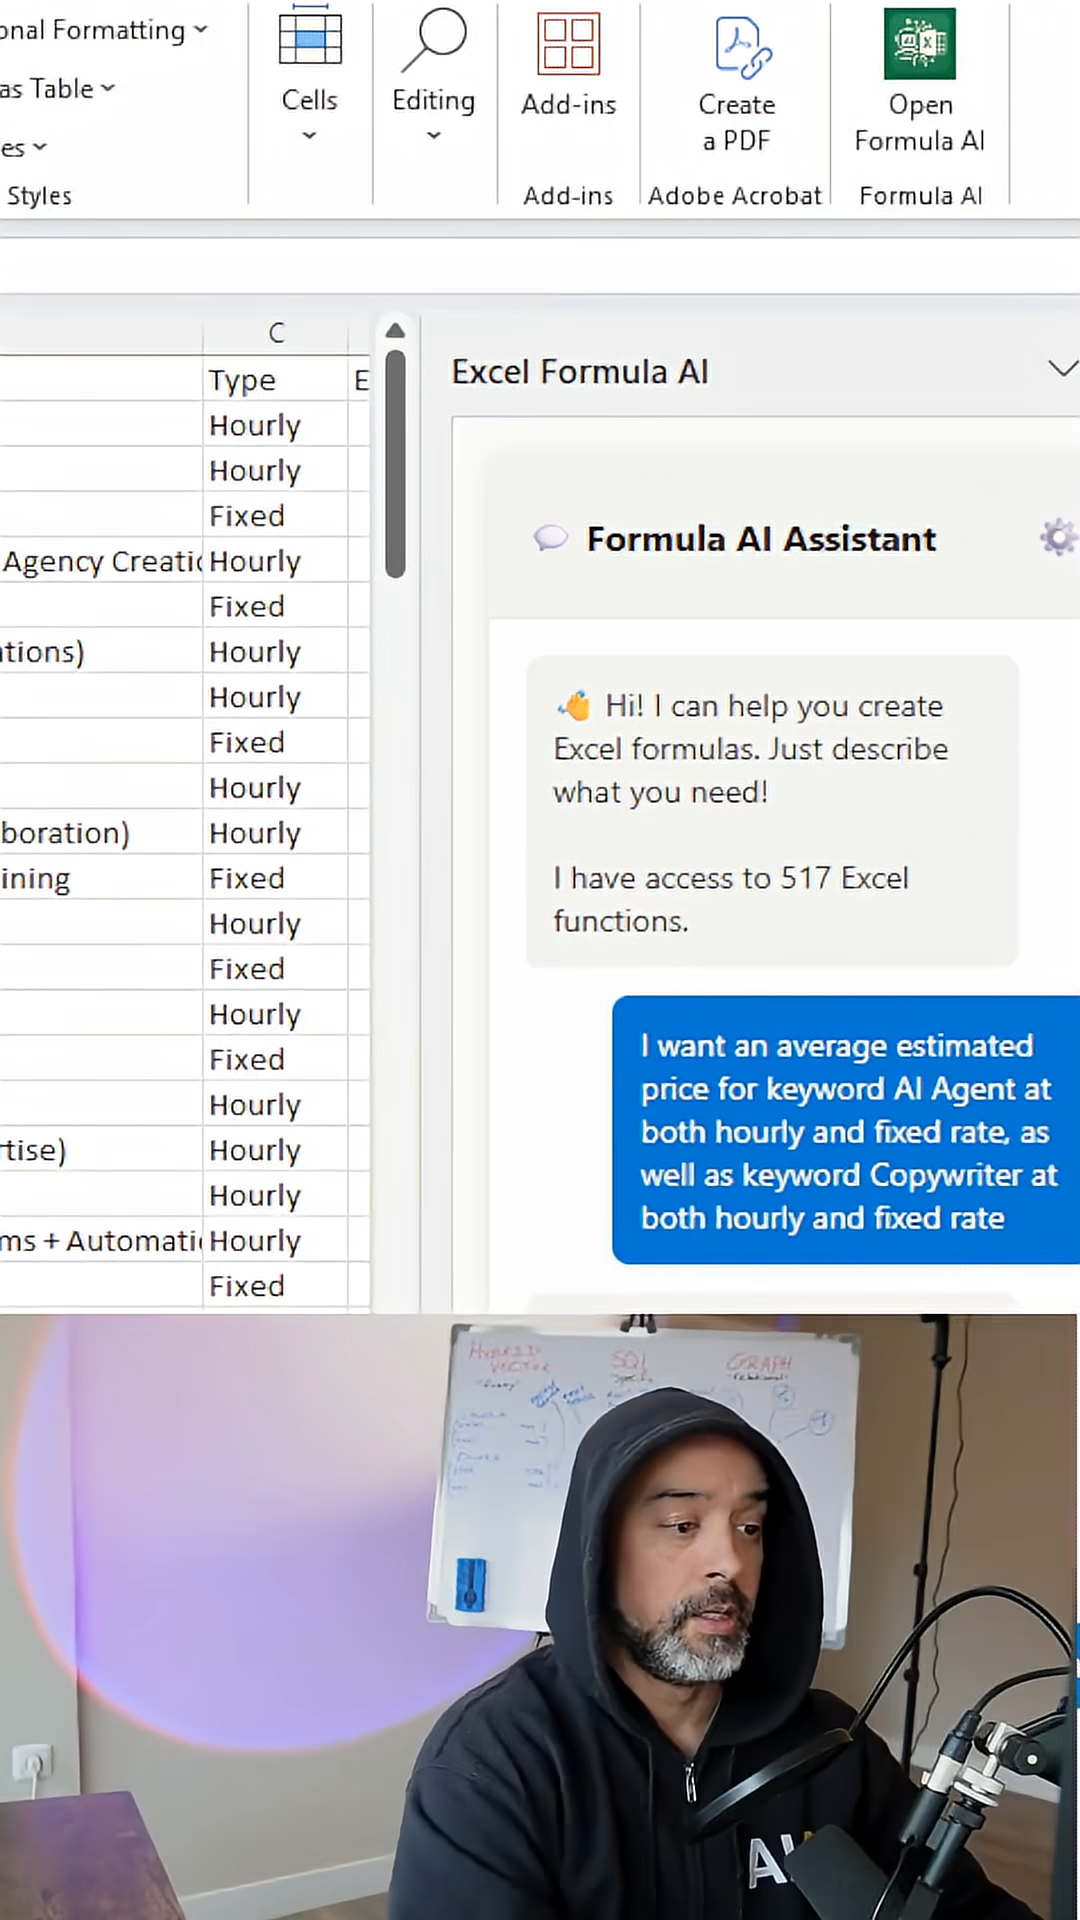 onal Formatting
as Table
es
Styles
Cells
Editing
Add-ins
Add-ins
Create
a PDF
Adobe Acrobat
Open
Formula AI
Formula AI
C
Type
E
Hourly
Hourly
Fixed
Agency Creatic Hourly
Fixed
ations) Hourly
Hourly
Fixed
Hourly
boration) Hourly
ining Fixed
Hourly
Fixed
Hourly
Fixed
Hourly
rtise) Hourly
Hourly
ms + Automati Hourly
Fixed
Excel Formula AI
Formula AI Assistant
Hi! I can help you create
Excel formulas. Just describe
what you need!
I have access to 517 Excel
functions.
I want an average estimated
price for keyword AI Agent at
both hourly and fixed rate, as
well as keyword Copywriter at
both hourly and fixed rate
HYBRID
VECTOR
SQL
GRAPH
AI